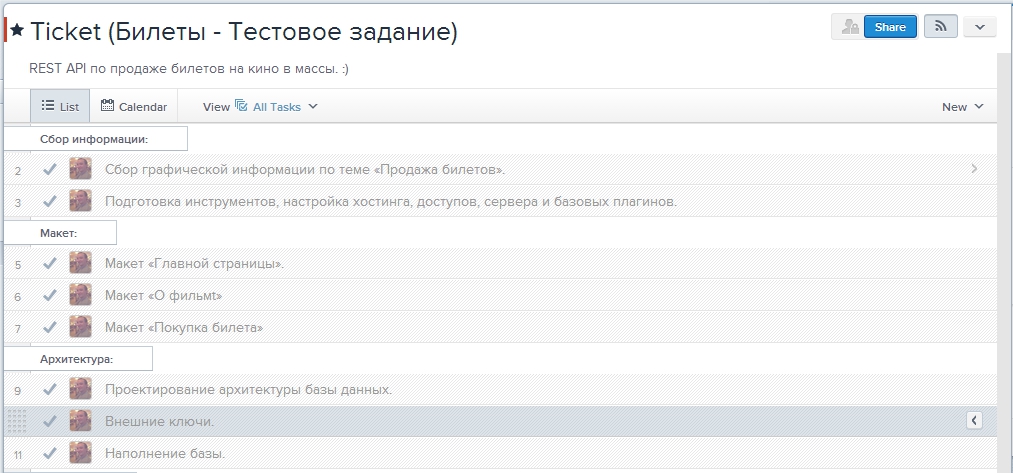 Ticket (Билеты - Тестовое задание)
Share
REST API по продаже билетов на кино в массы. :)
List
Calendar
View All Tasks
New
Сбор информации:
2 Сбор графической информации по теме «Продажа билетов».
3 Подготовка инструментов, настройка хостинга, доступов, сервера и базовых плагинов.
Макет:
5 Макет «Главной страницы».
6 Макет «О фильмt»
7 Макет «Покупка билета»
Архитектура:
9 Проектирование архитектуры базы данных.
Внешние ключи.
11 Наполнение базы.